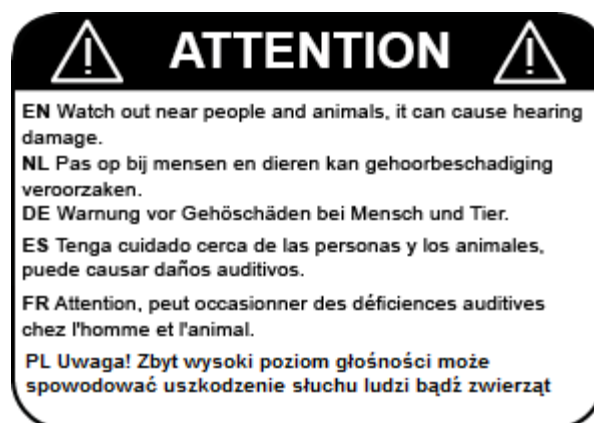 ATTENTION
EN Watch out near people and animals, it can cause hearing
damage.
NL Pas op bij mensen en dieren kan gehoorbeschadiging
veroorzaken.
DE Warnung vor Gehöschäden bei Mensch und Tier.
ES Tenga cuidado cerca de las personas y los animales,
puede causar daños auditivos.
FR Attention, peut occasionner des déficiences auditives
chez l'homme et l'animal.
PL Uwaga! Zbyt wysoki poziom głośności może
spowodować uszkodzenie słuchu ludzi bądź zwierząt